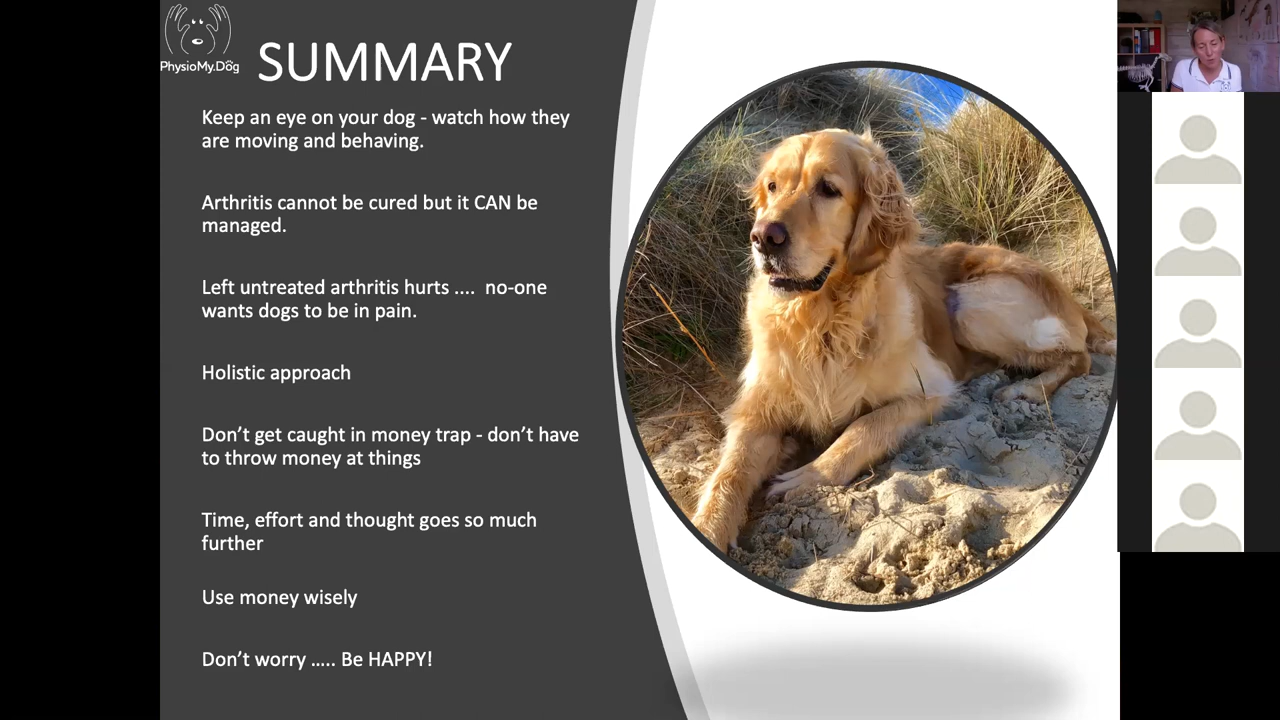 PhysioMy.Dog
SUMMARY
Keep an eye on your dog - watch how they
are moving and behaving.
Arthritis cannot be cured but it CAN be
managed.
Left untreated arthritis hurts ....  no-one
wants dogs to be in pain.
Holistic approach
Don’t get caught in money trap - don’t have
to throw money at things
Time, effort and thought goes so much
further
Use money wisely
Don’t worry ….. Be HAPPY!